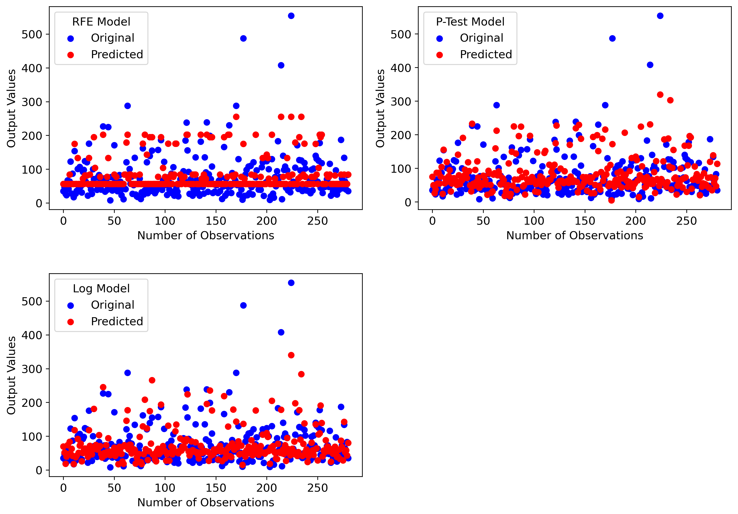 RFE Model
Original
Predicted
Output Values
500
400
300
200
100
0
0 50 100 150 200 250
Number of Observations
P-Test Model
Original
Predicted
Output Values
500
400
300
200
100
0
0 50 100 150 200 250
Number of Observations
Log Model
Original
Predicted
Output Values
500
400
300
200
100
0
0 50 100 150 200 250
Number of Observations